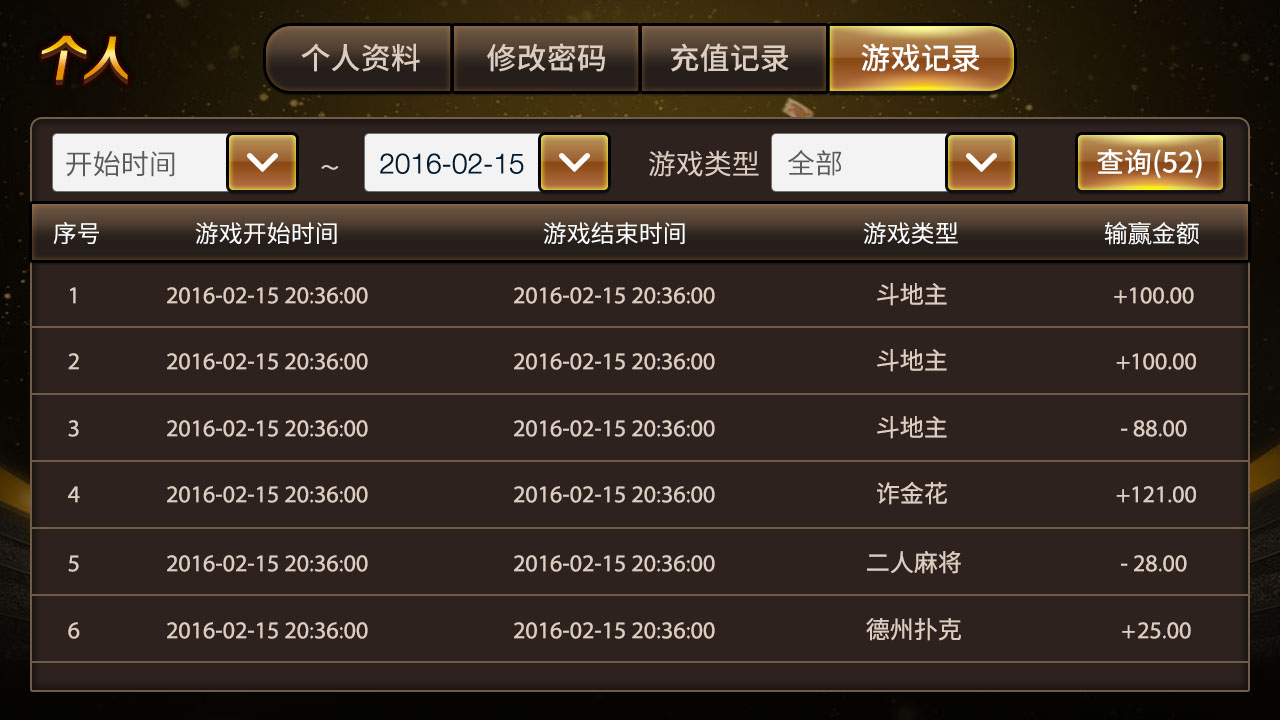 个人
个人资料 修改密码 充值记录 游戏记录
开始时间 ~ 2016-02-15 游戏类型 全部 查询(52)
序号 游戏开始时间 游戏结束时间 游戏类型 输赢金额
1 2016-02-15 20:36:00 2016-02-15 20:36:00 斗地主 +100.00
2 2016-02-15 20:36:00 2016-02-15 20:36:00 斗地主 +100.00
3 2016-02-15 20:36:00 2016-02-15 20:36:00 斗地主 - 88.00
4 2016-02-15 20:36:00 2016-02-15 20:36:00 诈金花 +121.00
5 2016-02-15 20:36:00 2016-02-15 20:36:00 二人麻将 - 28.00
6 2016-02-15 20:36:00 2016-02-15 20:36:00 德州扑克 +25.00